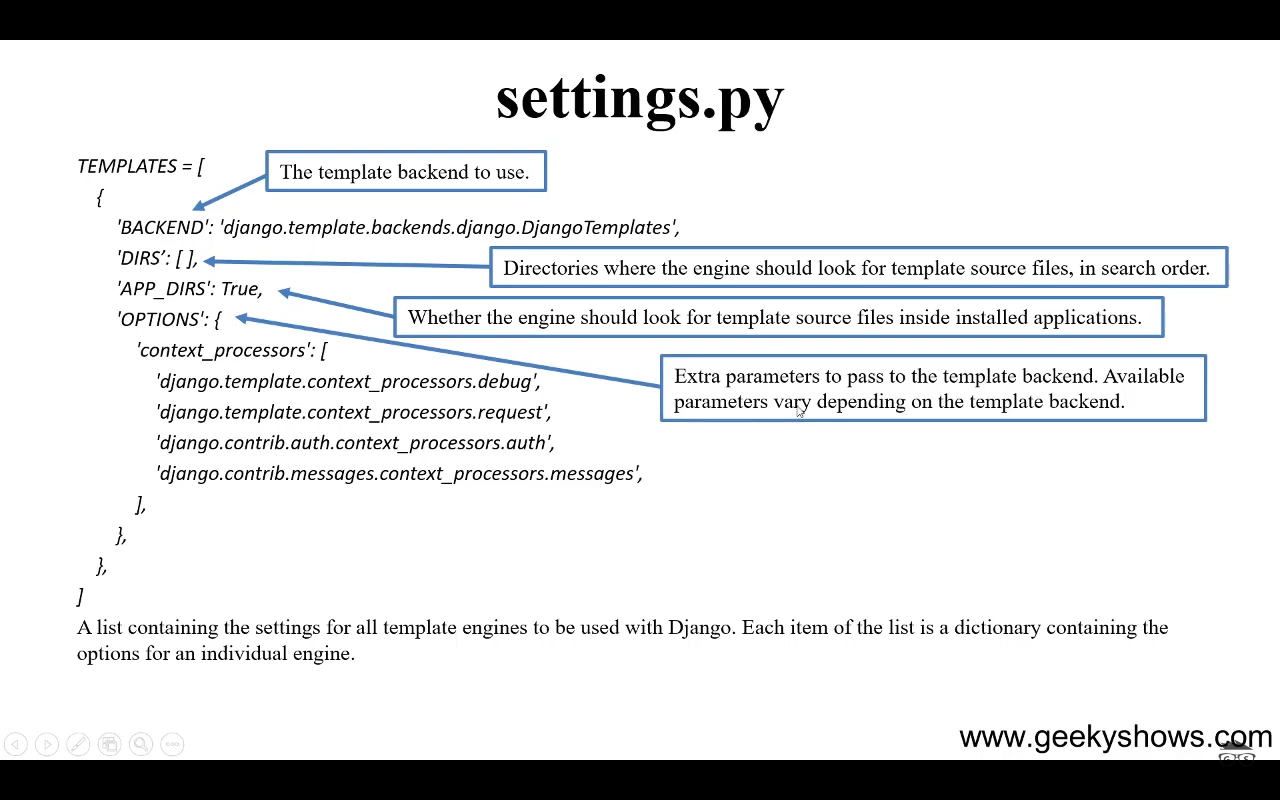 settings.py
TEMPLATES = [
The template backend to use.
{
'BACKEND': 'django.template.backends.django.DjangoTemplates',
'DIRS’: [ ],
Directories where the engine should look for template source files, in search order.
'APP_DIRS': True,
Whether the engine should look for template source files inside installed applications.
'OPTIONS': {
'context_processors': [
Extra parameters to pass to the template backend. Available
parameters vary depending on the template backend.
'django.template.context_processors.debug',
'django.template.context_processors.request',
'django.contrib.auth.context_processors.auth',
'django.contrib.messages.context_processors.messages',
],
},
},
]
A list containing the settings for all template engines to be used with Django. Each item of the list is a dictionary containing the
options for an individual engine.
www.geekyshows.com